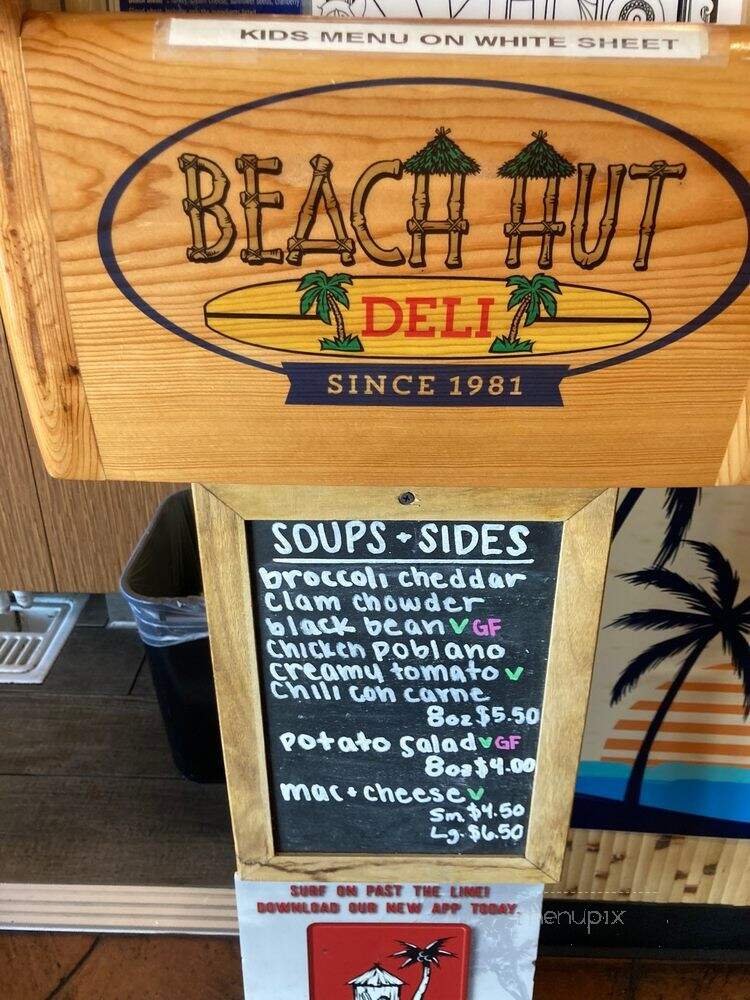 KIDS MENU ON WHITE SHEET
BEACH HUT
DELI
SINCE 1981
SOUPS + SIDES
broccoli cheddar
Clam chowder
black bean V GF
Chicken Poblano
creamy tomato V
Chili con carne
8oz $5.50
Potato Salad V GF
8oz $4.00
mac + cheese V
Sm. $4.50
Lg. $6.50
SURF ON PAST THE LINE!
DOWNLOAD OUR NEW APP TODAY.
menupix